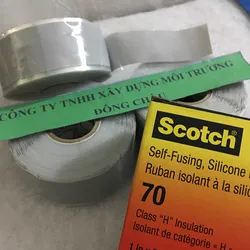 CÔNG TY TNHH XÂY DỰNG MÔI TRƯỜNG
ĐÔNG CHÂU
Scotch
Self-Fusing, Silicone
Ruban isolant à la
70
Class "H" Insulation
Isolant de catégorie « H